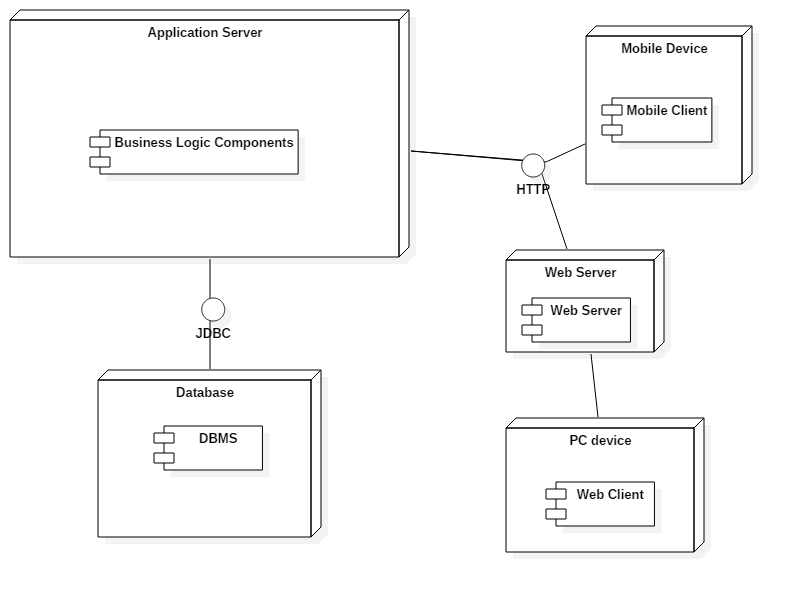 Application Server
Business Logic Components
Mobile Device
Mobile Client
HTTP
Web Server
Web Server
JDBC
Database
DBMS
PC device
Web Client